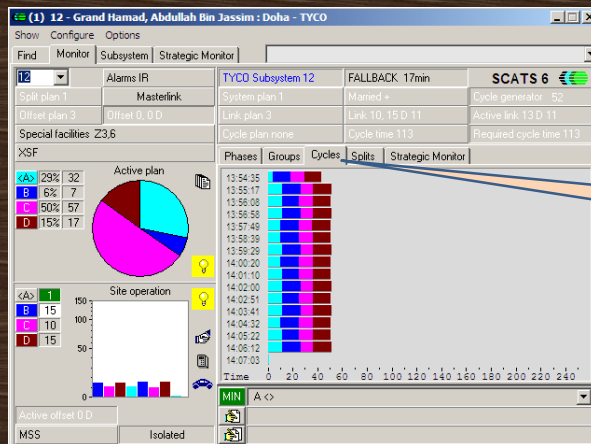 (1) 12 - Grand Hamad, Abdullah Bin Jassim : Doha - TYCO
Show Configure Options
Find Monitor Subsystem Strategic Monitor
12 Alarms IR
Split plan 1 Masterlink
Offset plan 3 Offset 0, 0 D
Special facilities Z3,6
XSF
TYCO Subsystem 12 FALLBACK 17min SCATS 6
System plan 1 Married + Cycle generator 52
Link plan 3 Link 10, 15 D 11 Active link 13 D 11
Cycle plan none Cycle time 113 Required cycle time 113
Phases Groups Cycles Splits Strategic Monitor
Active plan
<A> 29% 32
B 6% 7
C 50% 57
D 15% 17
Site operation
<A> 1
B 15
C 10
D 15
150
100
50
0
Active offset 0 D
MSS Isolated
13:54:35
13:55:17
13:56:08
13:56:58
13:57:49
13:58:39
13:59:29
14:00:20
14:01:10
14:02:00
14:02:51
14:03:41
14:04:32
14:05:22
14:06:12
14:07:03
Time 0 20 40 60 80 100 120 140 160 180 200 220 240
MIN A <>